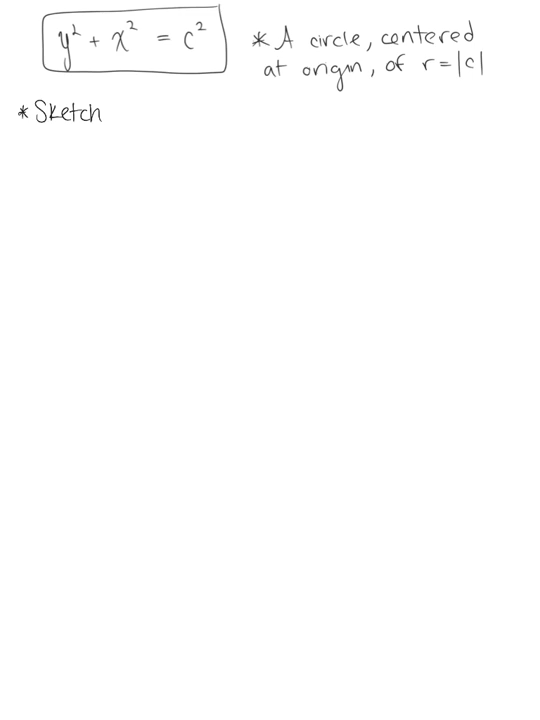 y² + x² = c²
* A circle, centered
at origin, of r = |c|
* Sketch